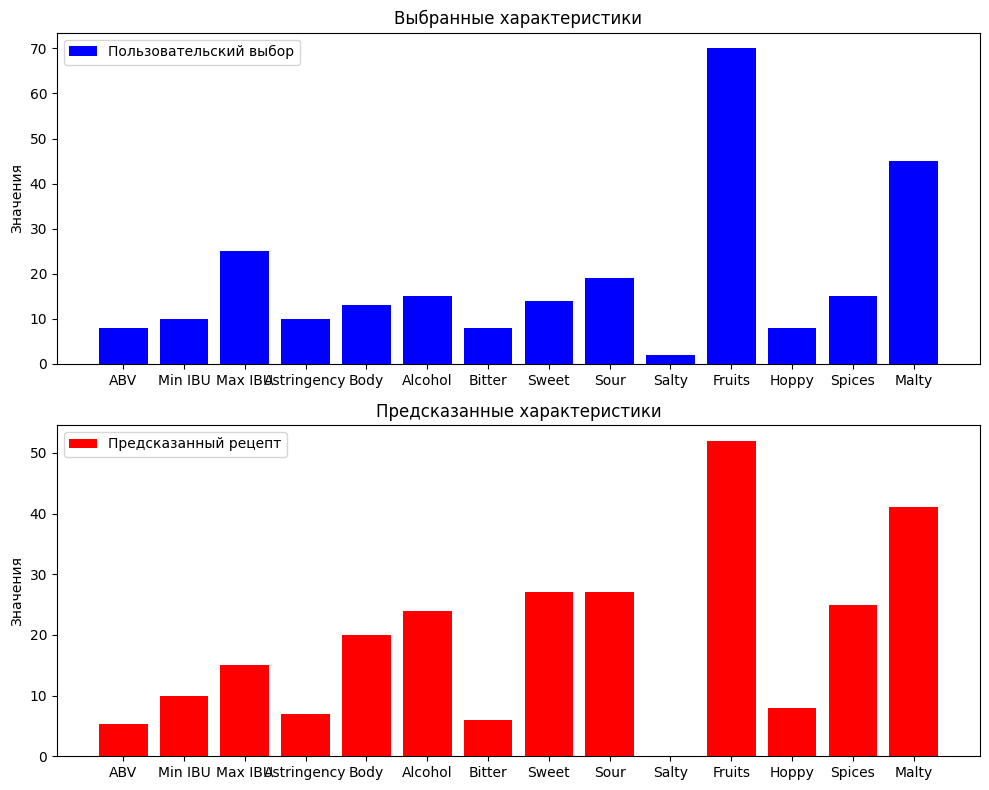 Выбранные характеристики
Пользовательский выбор
Значения
70
60
50
40
30
20
10
0
ABV Min IBU Max IBU Astringency Body Alcohol Bitter Sweet Sour Salty Fruits Hoppy Spices Malty
Предсказанные характеристики
Предсказанный рецепт
Значения
50
40
30
20
10
0
ABV Min IBU Max IBU Astringency Body Alcohol Bitter Sweet Sour Salty Fruits Hoppy Spices Malty